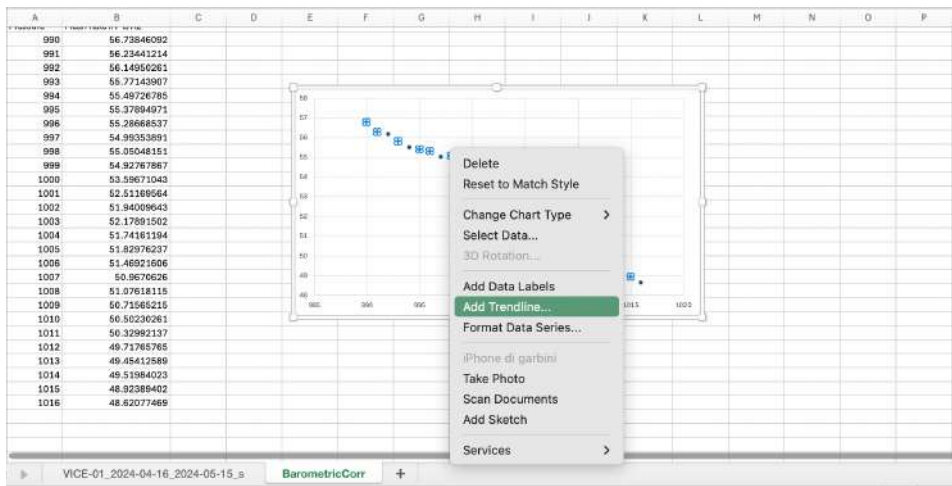 A B C D E F G H I J K L M N O P
990 56.73846092
991 56.23441214
992 56.14950261
993 55.77143907
994 55.49726785
995 55.37894971
996 55.28668537
997 54.99353891
998 55.05048151
999 54.92767867
1000 53.59671043
1001 52.51169564
1002 51.94009643
1003 52.17891502
1004 51.74161194
1005 51.82976237
1006 51.46921606
1007 50.9670626
1008 51.07618115
1009 50.71565215
1010 50.50230261
1011 50.32992137
1012 49.71765765
1013 49.45412589
1014 49.51984023
1015 48.92389402
1016 48.62077469
58
57
56
55
54
52
51
50
49
48
985 990 995 1015 1020
Delete
Reset to Match Style
Change Chart Type
Select Data...
3D Rotation...
Add Data Labels
Add Trendline...
Format Data Series...
iPhone di garbini
Take Photo
Scan Documents
Add Sketch
Services
VICE-01_2024-04-16_2024-05-15_s BarometricCorr +